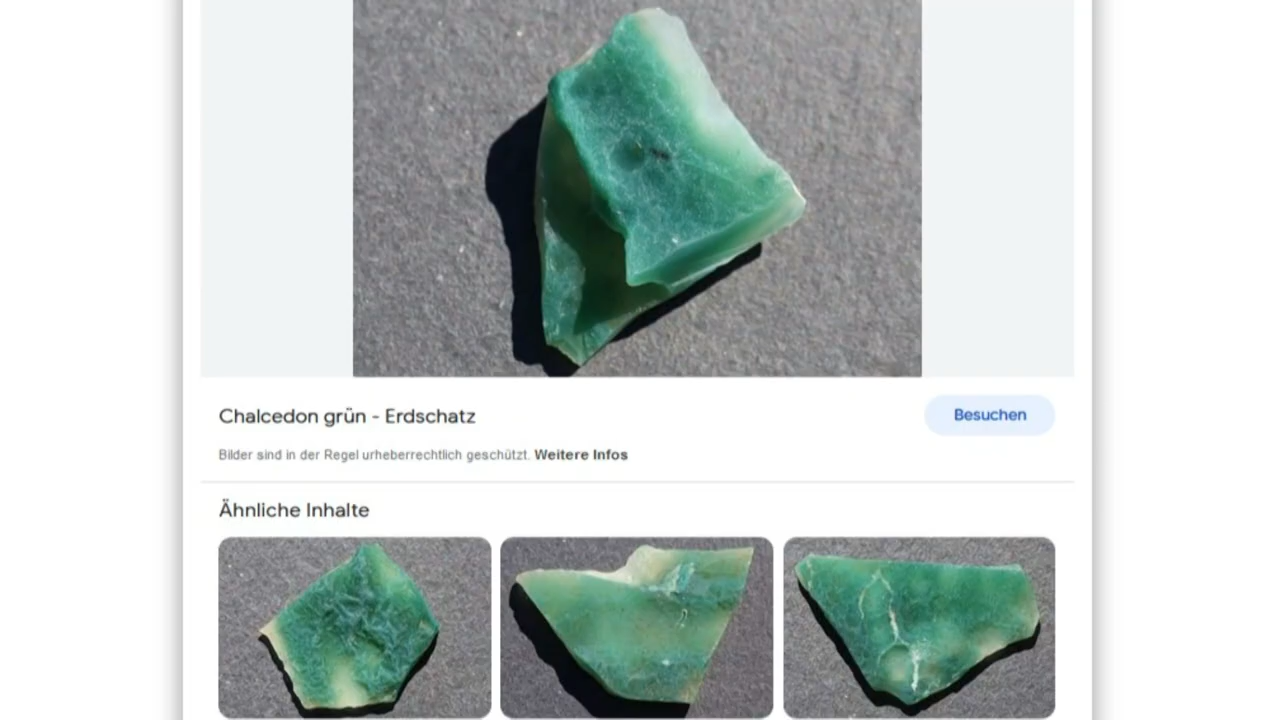 Chalcedon grün - Erdschatz
Besuchen
Bilder sind in der Regel urheberrechtlich geschützt. Weitere Infos
Ähnliche Inhalte